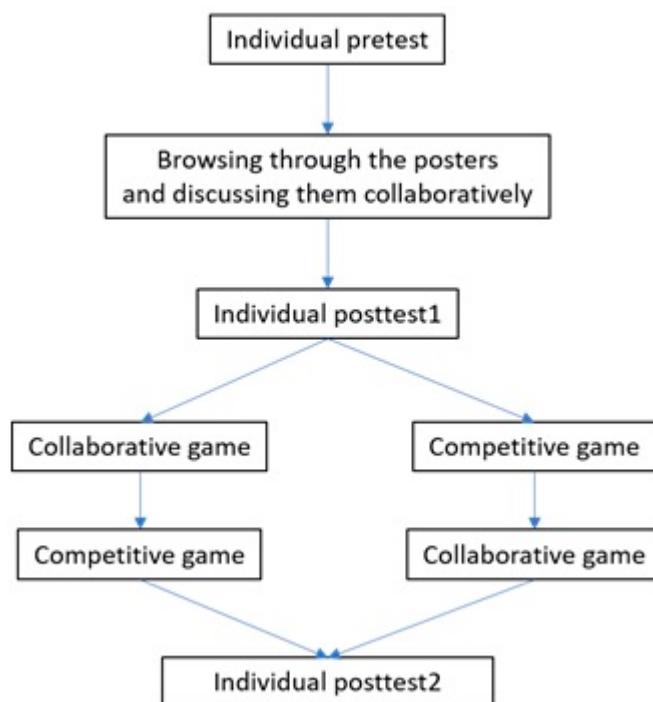 Individual pretest
Browsing through the posters
and discussing them collaboratively
Individual posttest1
Collaborative game
Competitive game
Competitive game
Collaborative game
Individual posttest2